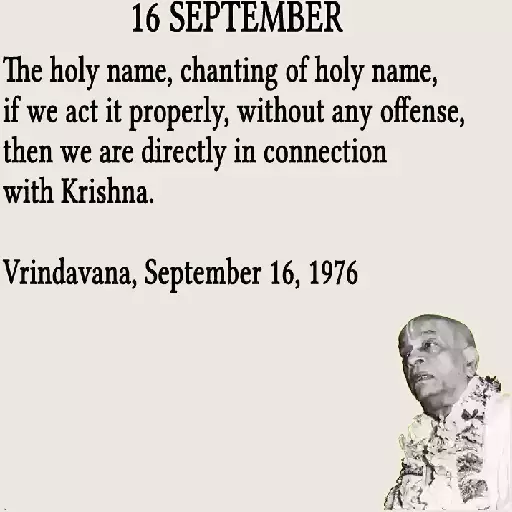 16 SEPTEMBER
The holy name, chanting of holy name,
if we act it properly, without any offense,
then we are directly in connection
with Krishna.
Vrindavana, September 16, 1976